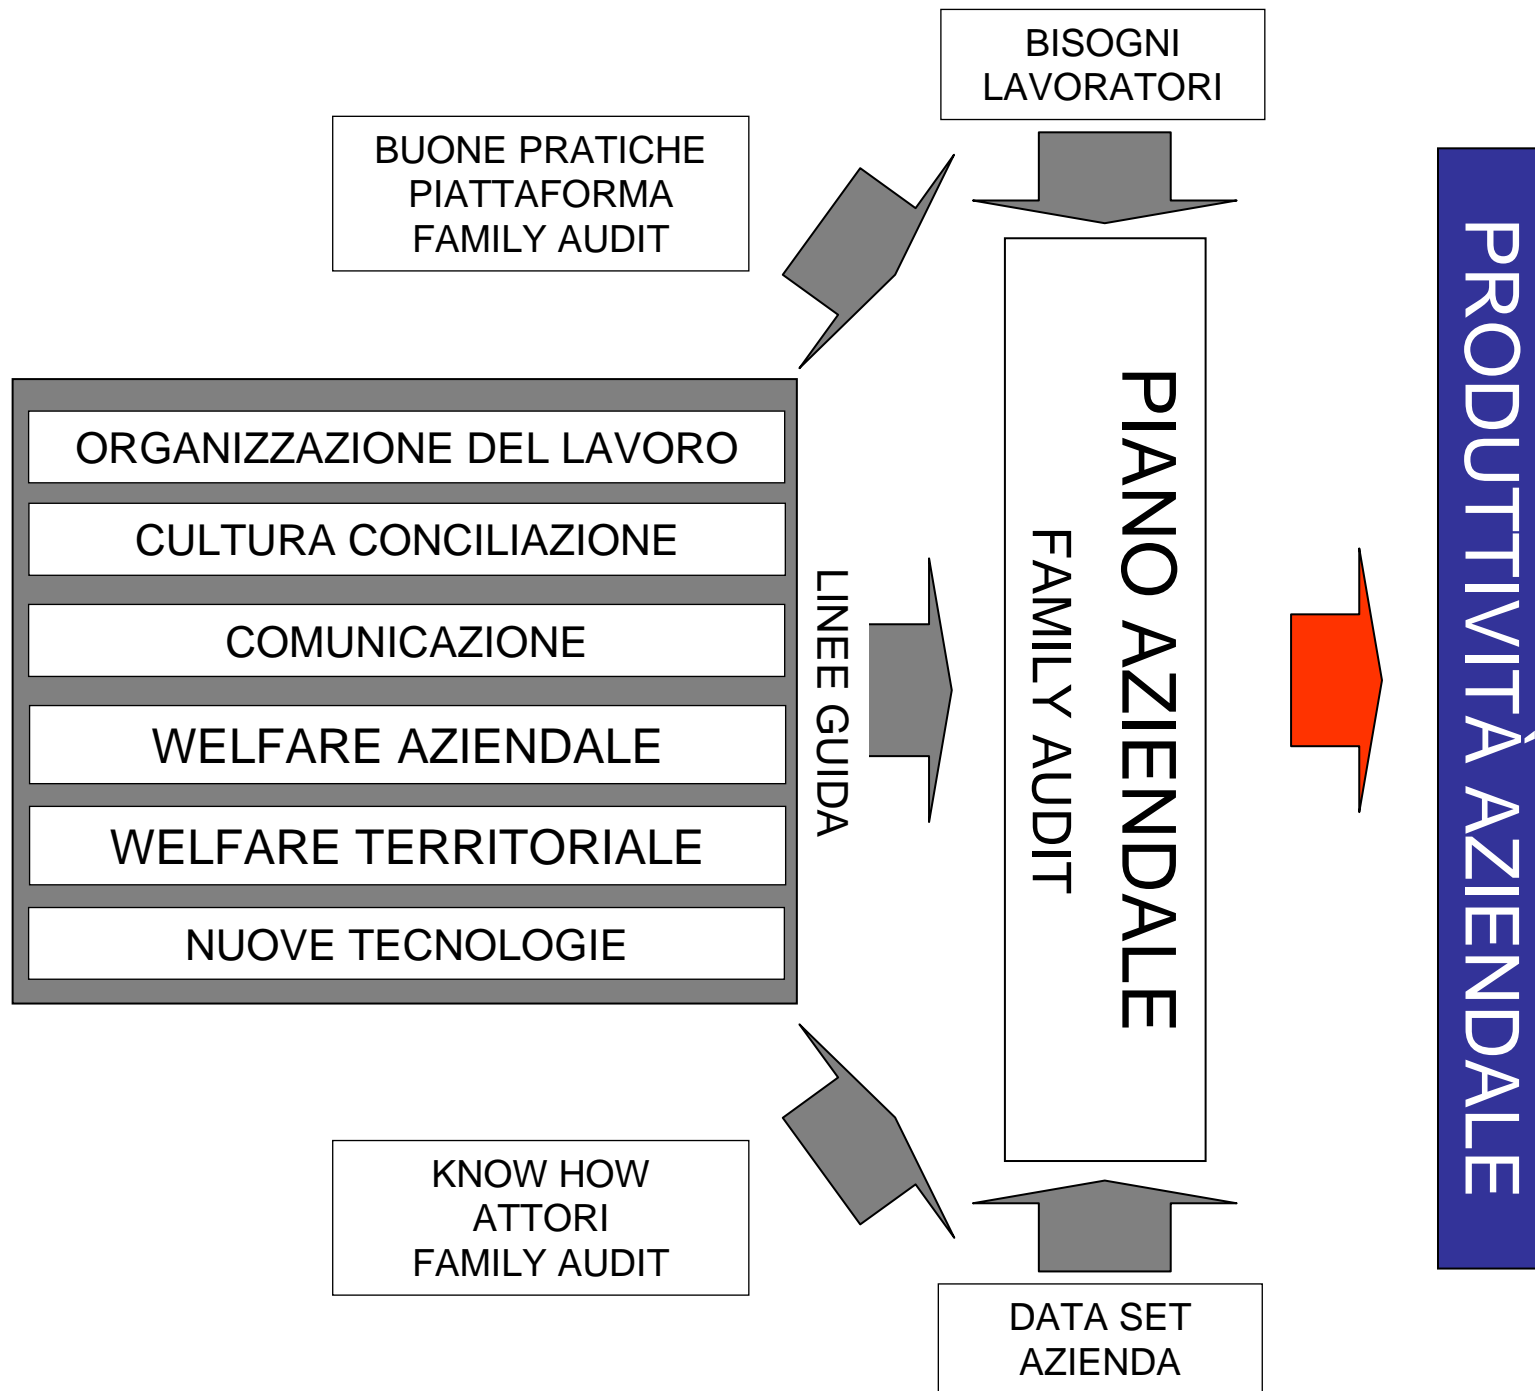 BISOGNI
LAVORATORI
BUONE PRATICHE
PIATTAFORMA
FAMILY AUDIT
ORGANIZZAZIONE DEL LAVORO
CULTURA CONCILIAZIONE
COMUNICAZIONE
WELFARE AZIENDALE
WELFARE TERRITORIALE
NUOVE TECNOLOGIE
LINEE GUIDA
PIANO AZIENDALE
FAMILY AUDIT
PRODUTTIVITÀ AZIENDALE
KNOW HOW
ATTORI
FAMILY AUDIT
DATA SET
AZIENDA